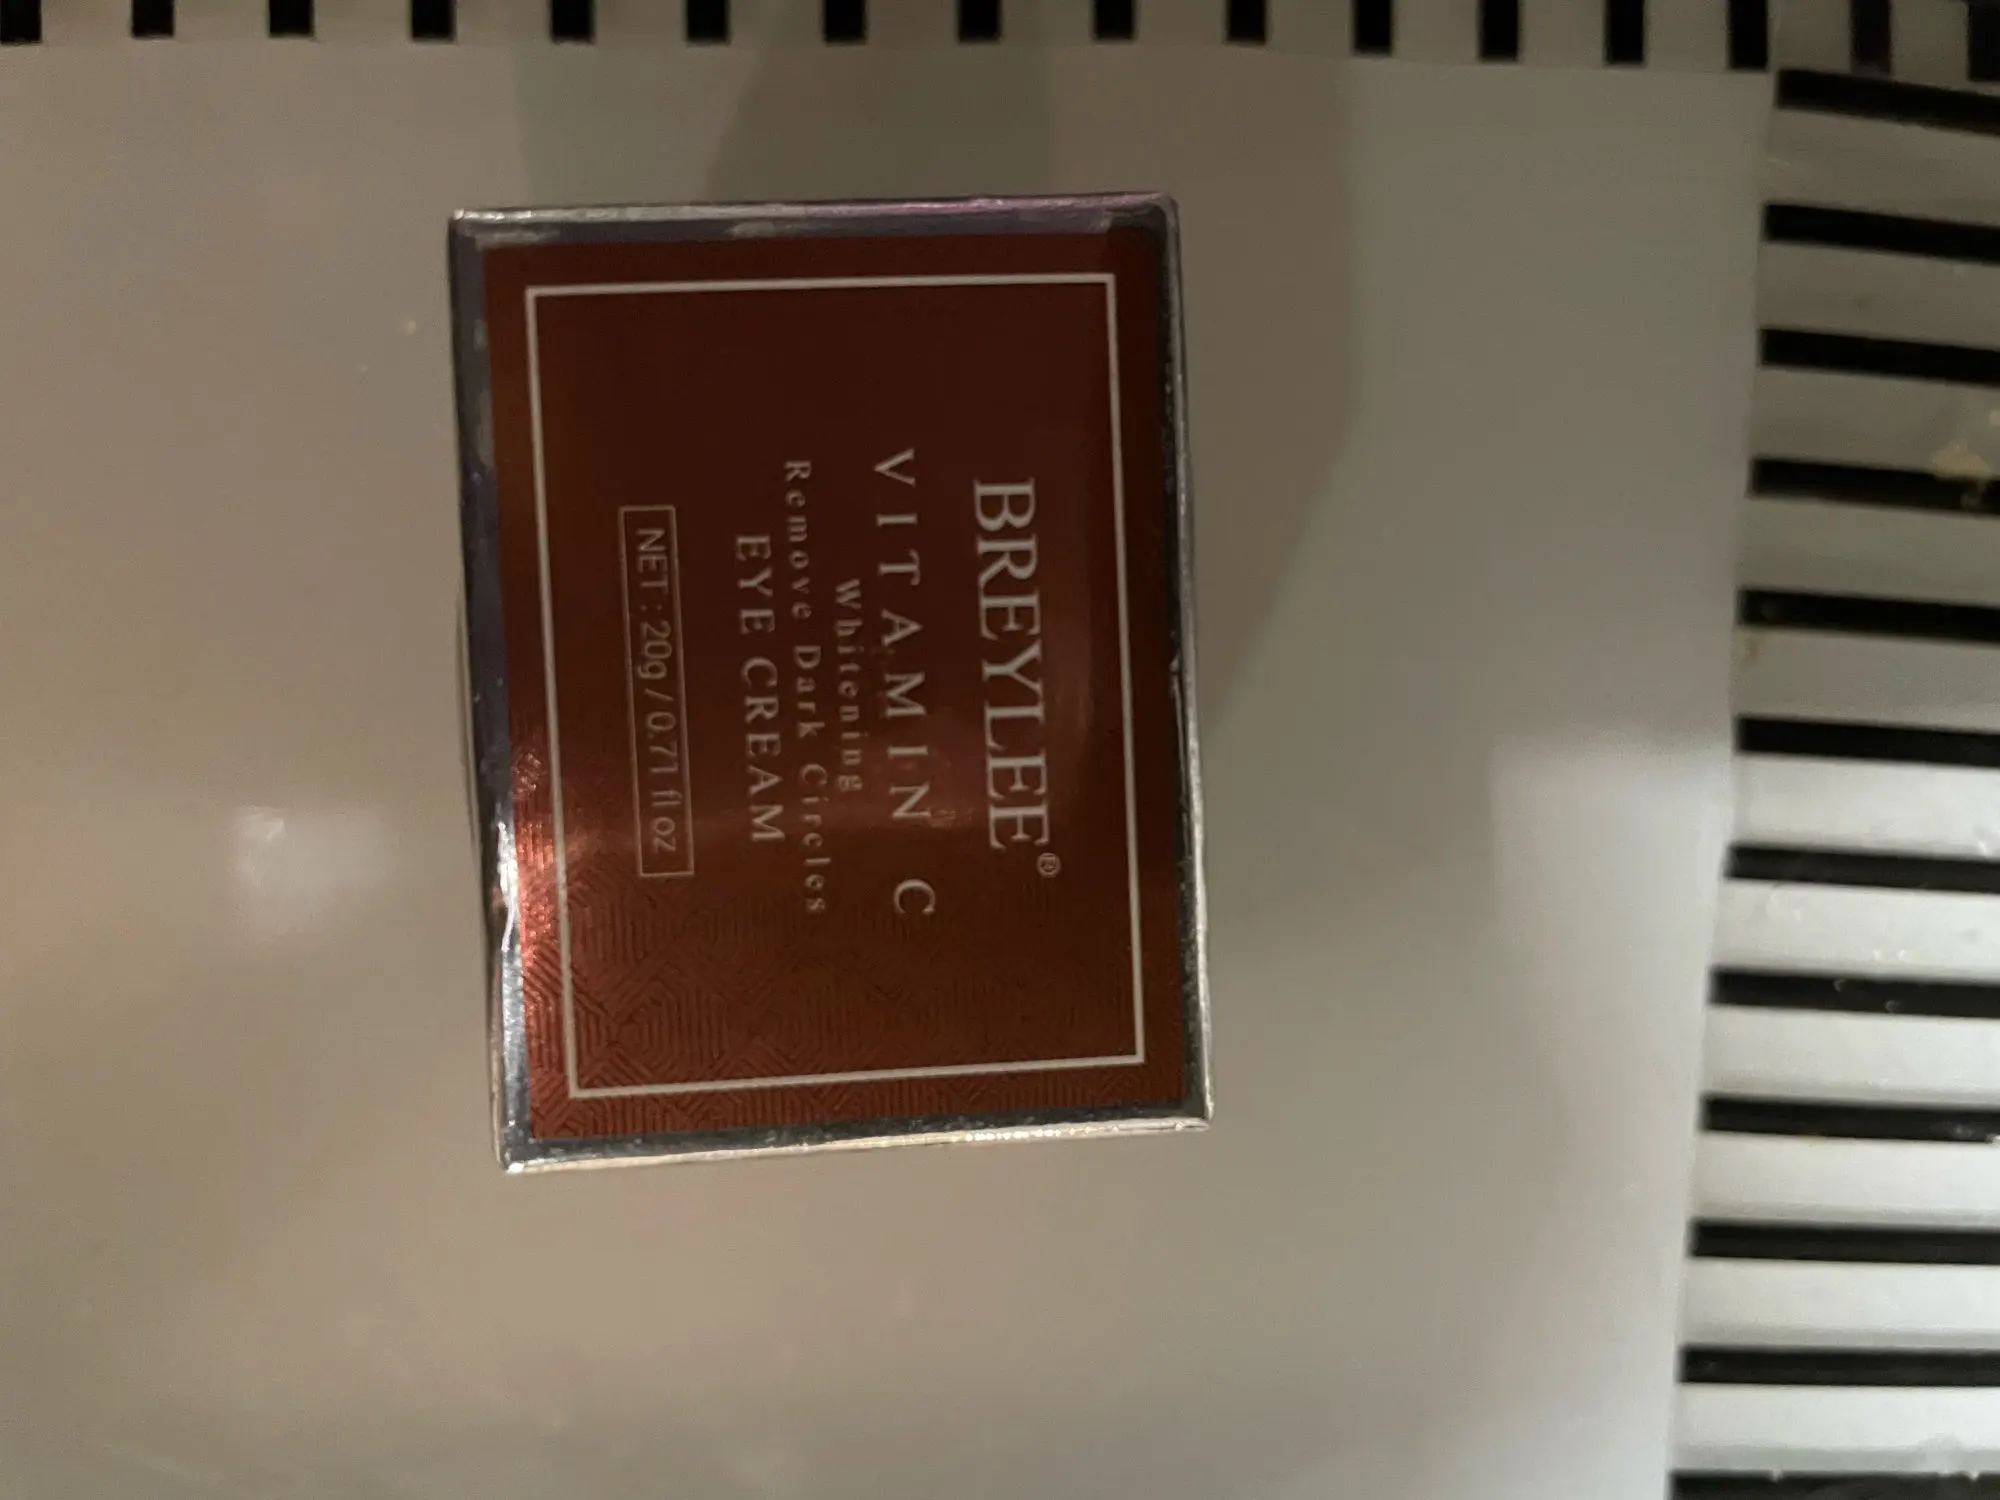 BREYLEE®
VITAMIN C
Whitening
Remove Dark Circles
EYE CREAM
NET: 20g / 0.71 fl oz